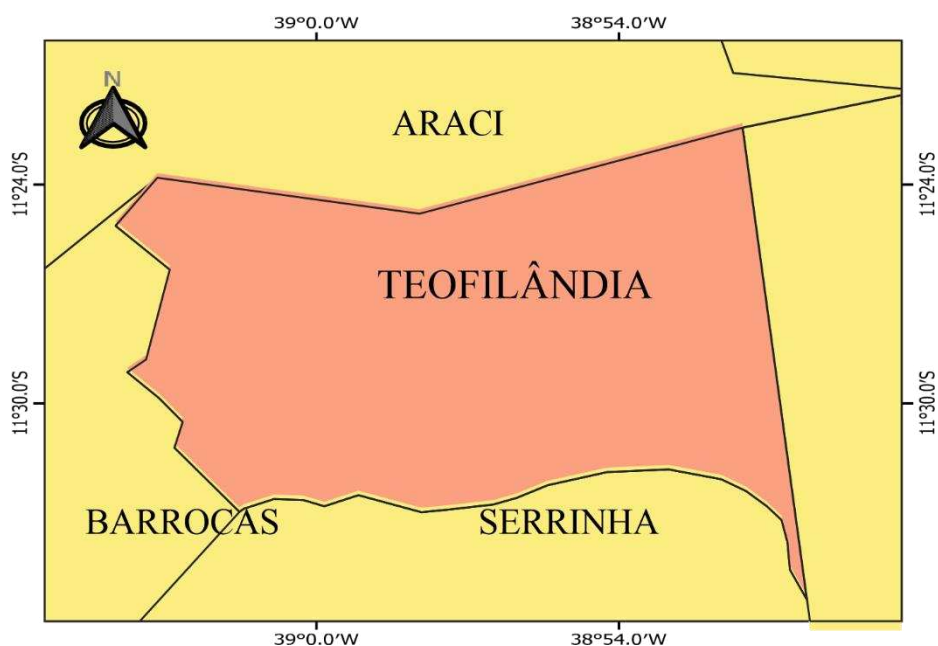 39°0.0'W 38°54.0'W
N
ARACI
11°24.0'S 11°24.0'S
TEOFILÂNDIA
11°30.0'S 11°30.0'S
BARROCAS SERRINHA
39°0.0'W 38°54.0'W